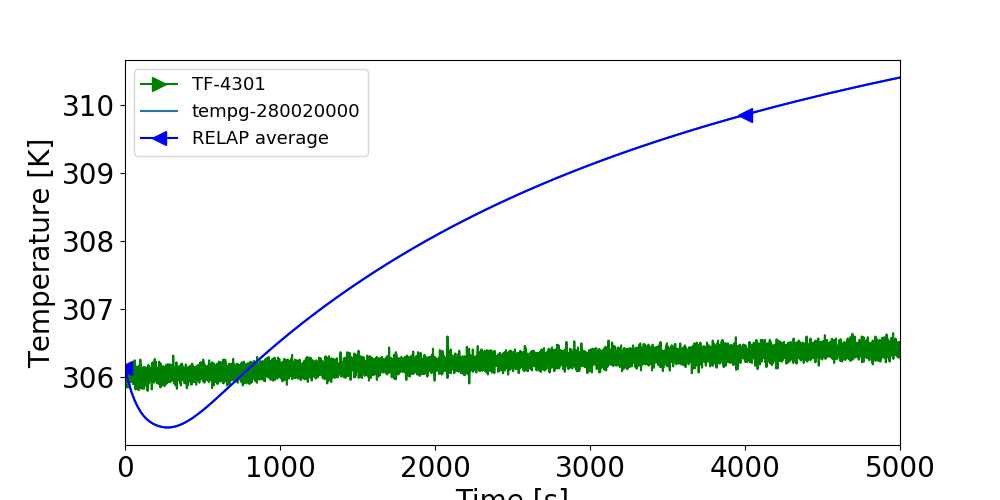 TF-4301
tempg-280020000
RELAP average
Temperature [K]
310
309
308
307
306
0 1000 2000 3000 4000 5000
Time [s]